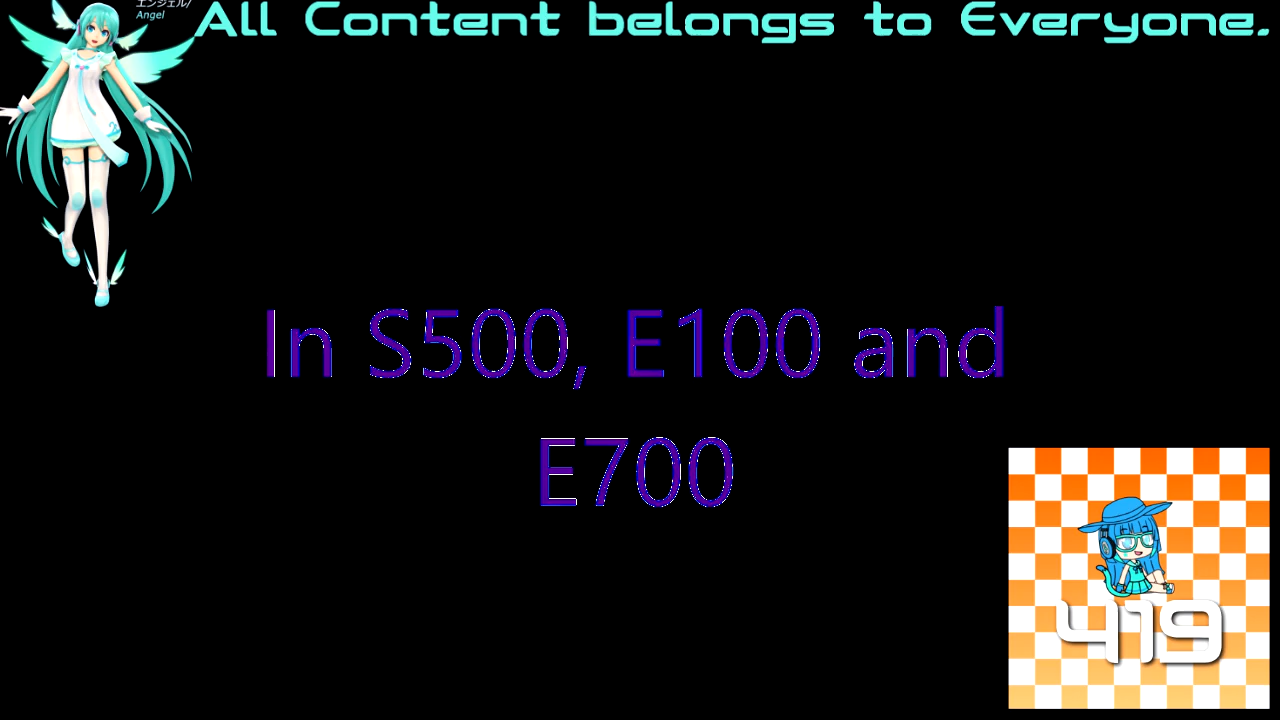 エンジェル/
Angel
All Content belongs to Everyone.
In S500, E100 and
E700
419